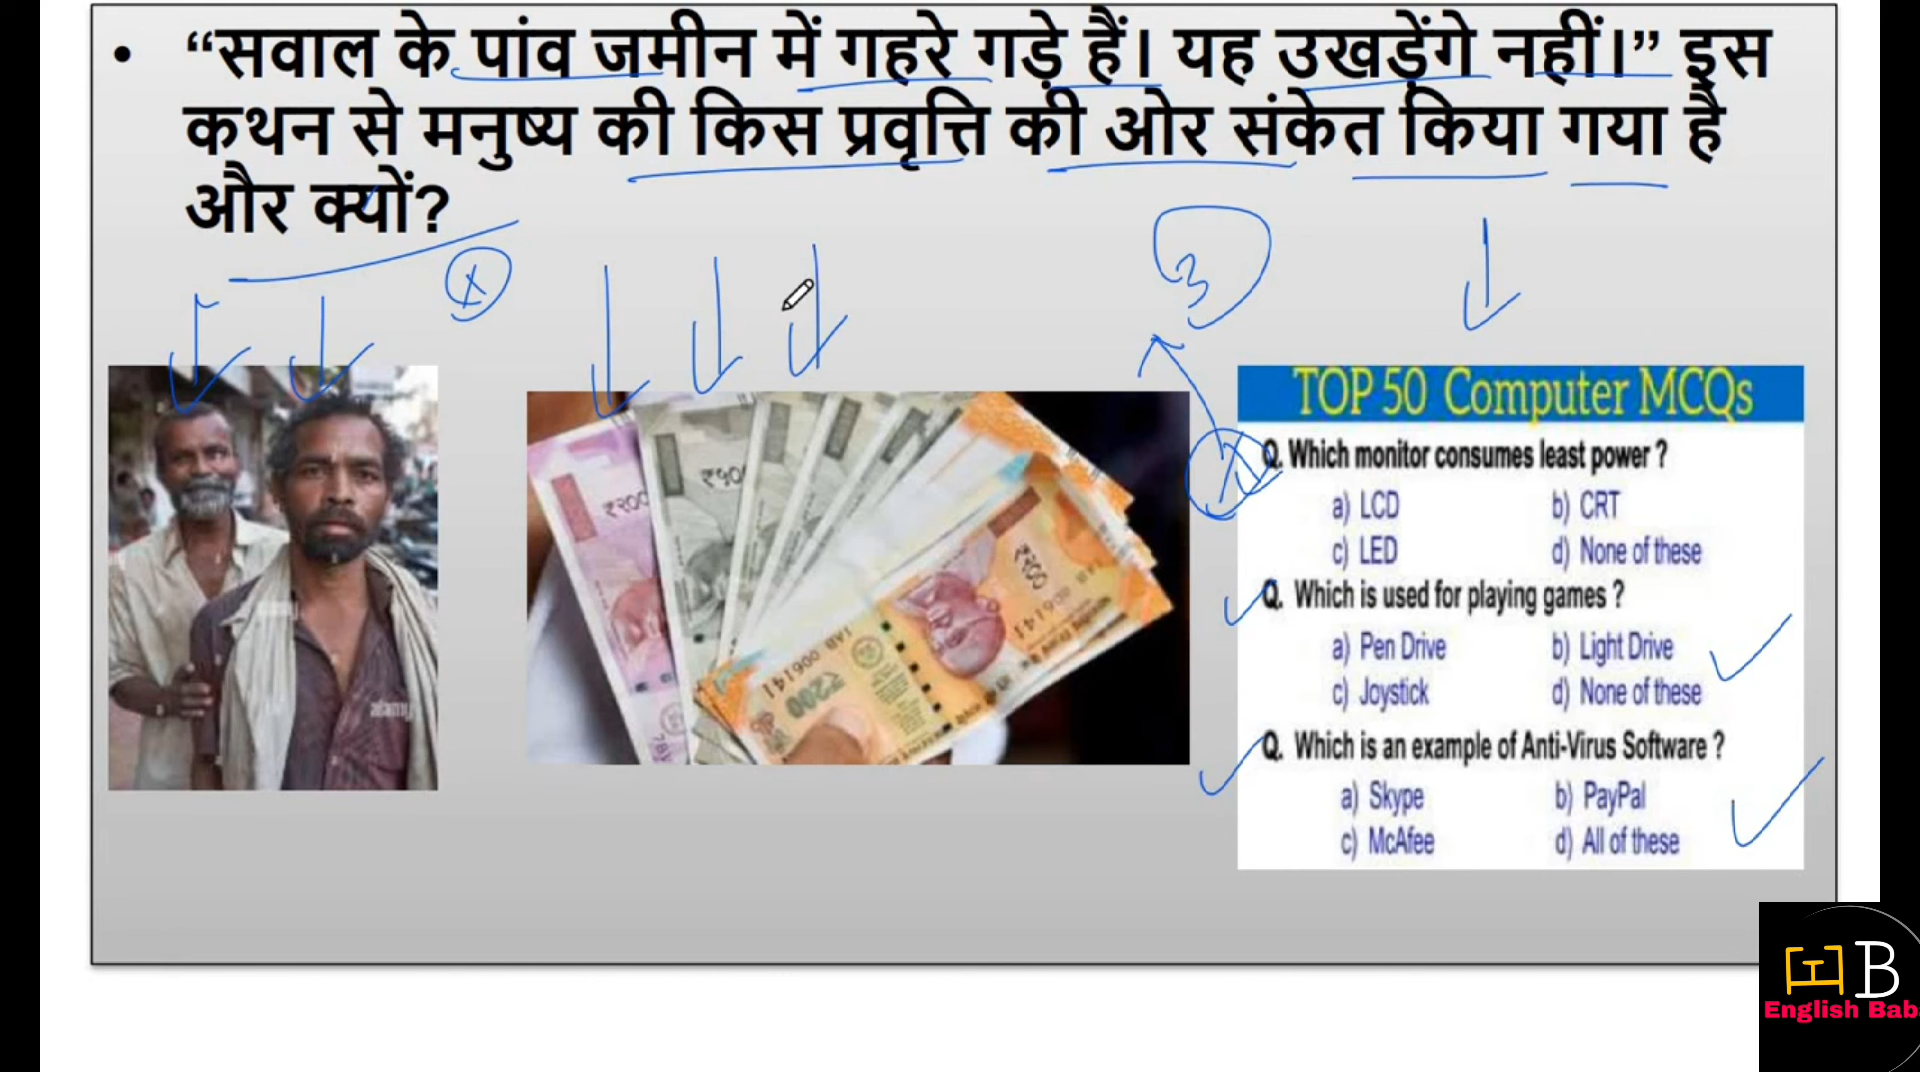 • “सवाल के पांव जमीन में गहरे गड़े हैं। यह उखड़ेंगे नहीं।” इस
कथन से मनुष्य की किस प्रवृत्ति की ओर संकेत किया गया है
और क्यों?
x
3
TOP 50 Computer MCQs
Q. Which monitor consumes least power ?
a) LCD b) CRT
c) LED d) None of these
Q. Which is used for playing games ?
a) Pen Drive b) Light Drive
c) Joystick d) None of these
Q. Which is an example of Anti-Virus Software ?
a) Skype b) PayPal
c) McAfee d) All of these
alamy
₹200
B
English Bab